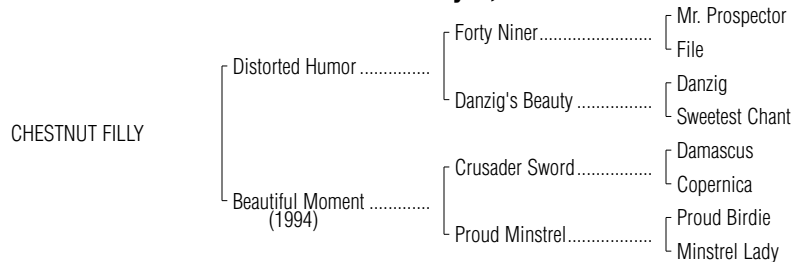 Mr. Prospector
Forty Niner.......................
File
Distorted Humor ...............
Danzig
Danzig's Beauty ................
Sweetest Chant
CHESTNUT FILLY
Damascus
Crusader Sword................
Copernica
Beautiful Moment .............
(1994)
Proud Birdie
Proud Minstrel..................
Minstrel Lady